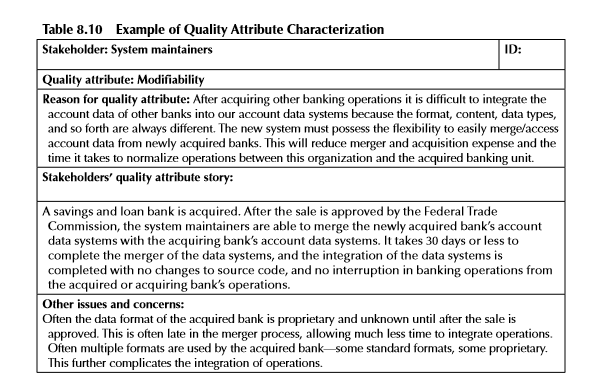 Table 8.10 Example of Quality Attribute Characterization
Stakeholder: System maintainers
ID:
Quality attribute: Modifiability
Reason for quality attribute: After acquiring other banking operations it is difficult to integrate the
account data of other banks into our account data systems because the format, content, data types,
and so forth are always different. The new system must possess the flexibility to easily merge/access
account data from newly acquired banks. This will reduce merger and acquisition expense and the
time it takes to normalize operations between this organization and the acquired banking unit.
Stakeholders' quality attribute story:
A savings and loan bank is acquired. After the sale is approved by the Federal Trade
Commission, the system maintainers are able to merge the newly acquired bank's account
data systems with the acquiring bank's account data systems. It takes 30 days or less to
complete the merger of the data systems, and the integration of the data systems is
completed with no changes to source code, and no interruption in banking operations from
the acquired or acquiring bank's operations.
Other issues and concerns:
Often the data format of the acquired bank is proprietary and unknown until after the sale is
approved. This is often late in the merger process, allowing much less time to integrate operations.
Often multiple formats are used by the acquired bank—some standard formats, some proprietary.
This further complicates the integration of operations.